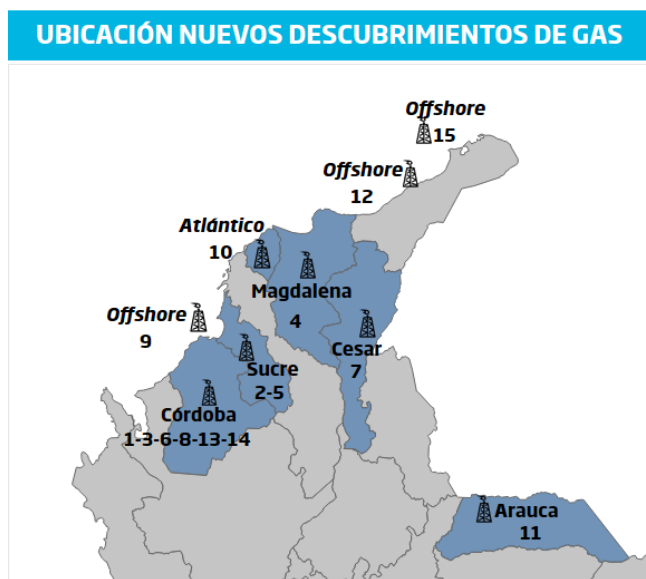 UBICACIÓN NUEVOS DESCUBRIMIENTOS DE GAS
Offshore
15
Offshore
12
Atlántico
10
Magdalena
4
Offshore
9
Cesar
7
Sucre
2-5
Córdoba
1-3-6-8-13-14
Arauca
11